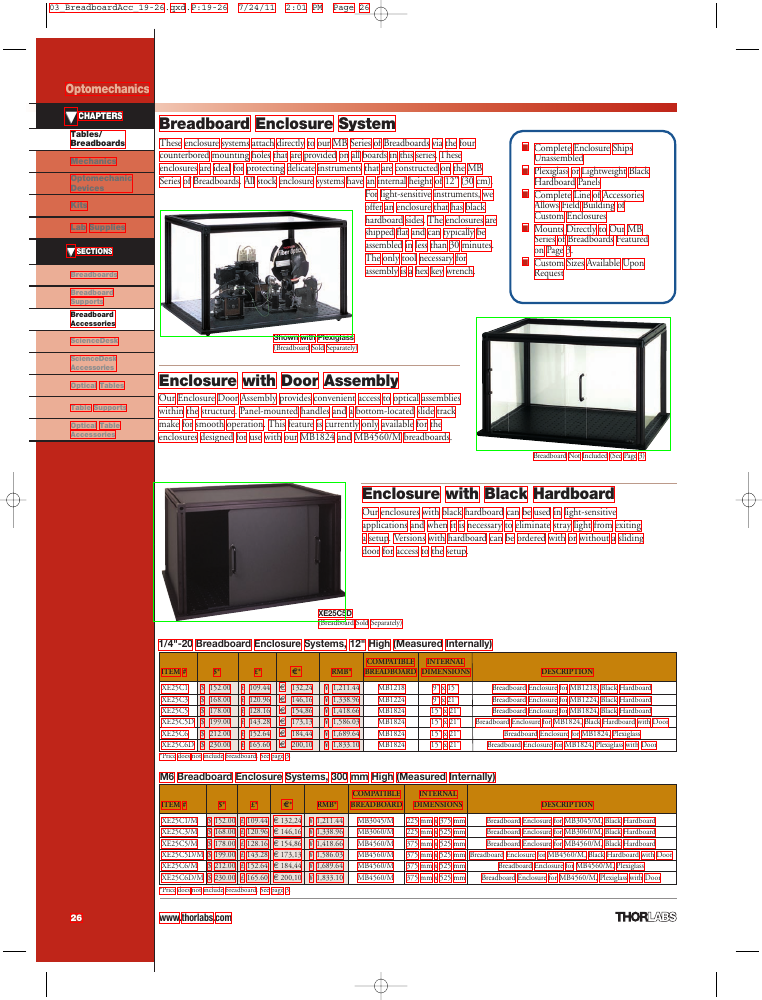 03 BreadboardAcc 19-26.qxd.P:19-26 7/24/11 2:01 PM Page 26
Optomechanics
CHAPTERS
Tables/
Breadboards
Mechanics
Optomechanic
Devices
Kits
Lab Supplies
SECTIONS
Breadboards
Breadboard
Supports
Breadboard
Accessories
ScienceDesk
ScienceDesk
Accessories
Optical Tables
Table Supports
Optical Table
Accessories
Breadboard Enclosure System
These enclosure systems attach directly to our MB Series of Breadboards via the four
counterbored mounting holes that are provided on all boards in this series. These
enclosures are ideal for protecting delicate instruments that are constructed on the MB
Series of Breadboards. All stock enclosure systems have an internal height of 12" (30 cm).
For light-sensitive instruments, we
offer an enclosure that has black
hardboard sides. The enclosures are
shipped flat and can typically be
assembled in less than 30 minutes.
The only tool necessary for
assembly is a hex key wrench.
Complete Enclosure Ships
Unassembled
Plexiglass or Lightweight Black
Hardboard Panels
Complete Line of Accessories
Allows Field Building of
Custom Enclosures
Mounts Directly to Our MB
Series of Breadboards Featured
on Page 3.
Custom Sizes Available Upon
Request
Shown with Plexiglass
(Breadboard Sold Separately)
Enclosure with Door Assembly
Our Enclosure Door Assembly provides convenient access to optical assemblies
within the structure. Panel-mounted handles and a bottom-located slide track
make for smooth operation. This feature is currently only available for the
enclosures designed for use with our MB1824 and MB4560/M breadboards.
Breadboard Not Included (See Page 3)
Enclosure with Black Hardboard
Our enclosures with black hardboard can be used in light-sensitive
applications and when it is necessary to eliminate stray light from exiting
a setup. Versions with hardboard can be ordered with or without a sliding
door for access to the setup.
XE25C5D
(Breadboard Sold Separately)
1/4"-20 Breadboard Enclosure Systems, 12" High (Measured Internally)
ITEM # $* £* €* RMB* COMPATIBLE BREADBOARD INTERNAL DIMENSIONS DESCRIPTION
XE25C1 $ 152.00 £ 109.44 € 132,24 ¥ 1,211.44 MB1218 9" x 15" Breadboard Enclosure for MB1218, Black Hardboard
XE25C3 $ 168.00 £ 120.96 € 146,16 ¥ 1,338.96 MB1224 9" x 21" Breadboard Enclosure for MB1224, Black Hardboard
XE25C5 $ 178.00 £ 128.16 € 154,86 ¥ 1,418.66 MB1824 15" x 21" Breadboard Enclosure for MB1824, Black Hardboard
XE25C5D $ 199.00 £ 143.28 € 173,13 ¥ 1,586.03 MB1824 15" x 21" Breadboard Enclosure for MB1824, Black Hardboard with Door
XE25C6 $ 212.00 £ 152.64 € 184,44 ¥ 1,689.64 MB1824 15" x 21" Breadboard Enclosure for MB1824, Plexiglass
XE25C6D $ 230.00 £ 165.60 € 200,10 ¥ 1,833.10 MB1824 15" x 21" Breadboard Enclosure for MB1824, Plexiglass with Door
*Price does not include breadboard. See page 3.
M6 Breadboard Enclosure Systems, 300 mm High (Measured Internally)
ITEM # $* £* €* RMB* COMPATIBLE BREADBOARD INTERNAL DIMENSIONS DESCRIPTION
XE25C1/M $ 152.00 £ 109.44 € 132,24 ¥ 1,211.44 MB3045/M 225 mm x 375 mm Breadboard Enclosure for MB3045/M, Black Hardboard
XE25C3/M $ 168.00 £ 120.96 € 146,16 ¥ 1,338.96 MB3060/M 225 mm x 525 mm Breadboard Enclosure for MB3060/M, Black Hardboard
XE25C5/M $ 178.00 £ 128.16 € 154,86 ¥ 1,418.66 MB4560/M 375 mm x 525 mm Breadboard Enclosure for MB4560/M, Black Hardboard
XE25C5D/M $ 199.00 £ 143.28 € 173,13 ¥ 1,586.03 MB4560/M 375 mm x 525 mm Breadboard Enclosure for MB4560/M, Black Hardboard with Door
XE25C6/M $ 212.00 £ 152.64 € 184,44 ¥ 1,689.64 MB4560/M 375 mm x 525 mm Breadboard Enclosure for MB4560/M, Plexiglass
XE25C6D/M $ 230.00 £ 165.60 € 200,10 ¥ 1,833.10 MB4560/M 375 mm x 525 mm Breadboard Enclosure for MB4560/M, Plexiglass with Door
*Price does not include breadboard. See page 3.
26
www.thorlabs.com
THORLABS